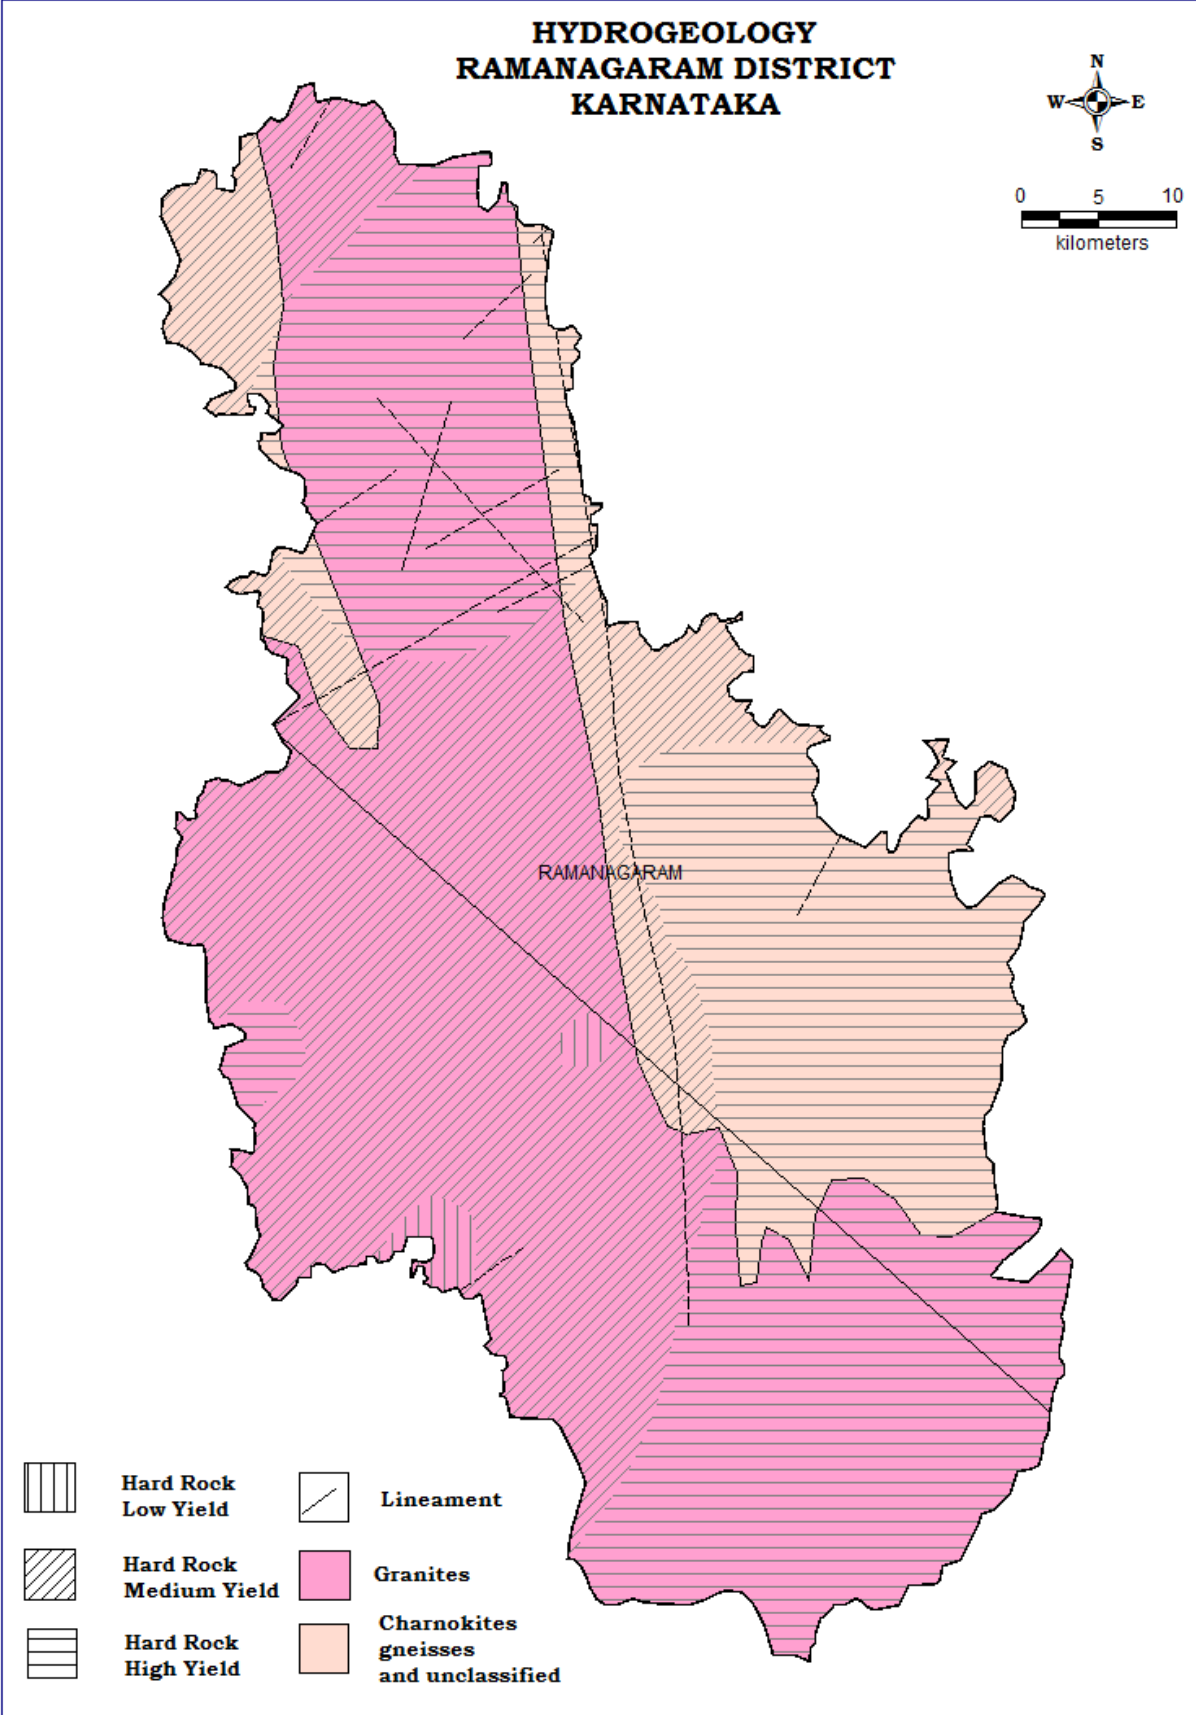 HYDROGEOLOGY
RAMANAGARAM DISTRICT
KARNATAKA
N
W E
S
0 5 10
kilometers
RAMANAGARAM
Hard Rock
Low Yield
Lineament
Hard Rock
Medium Yield
Granites
Hard Rock
High Yield
Charnokites
gneisses
and unclassified